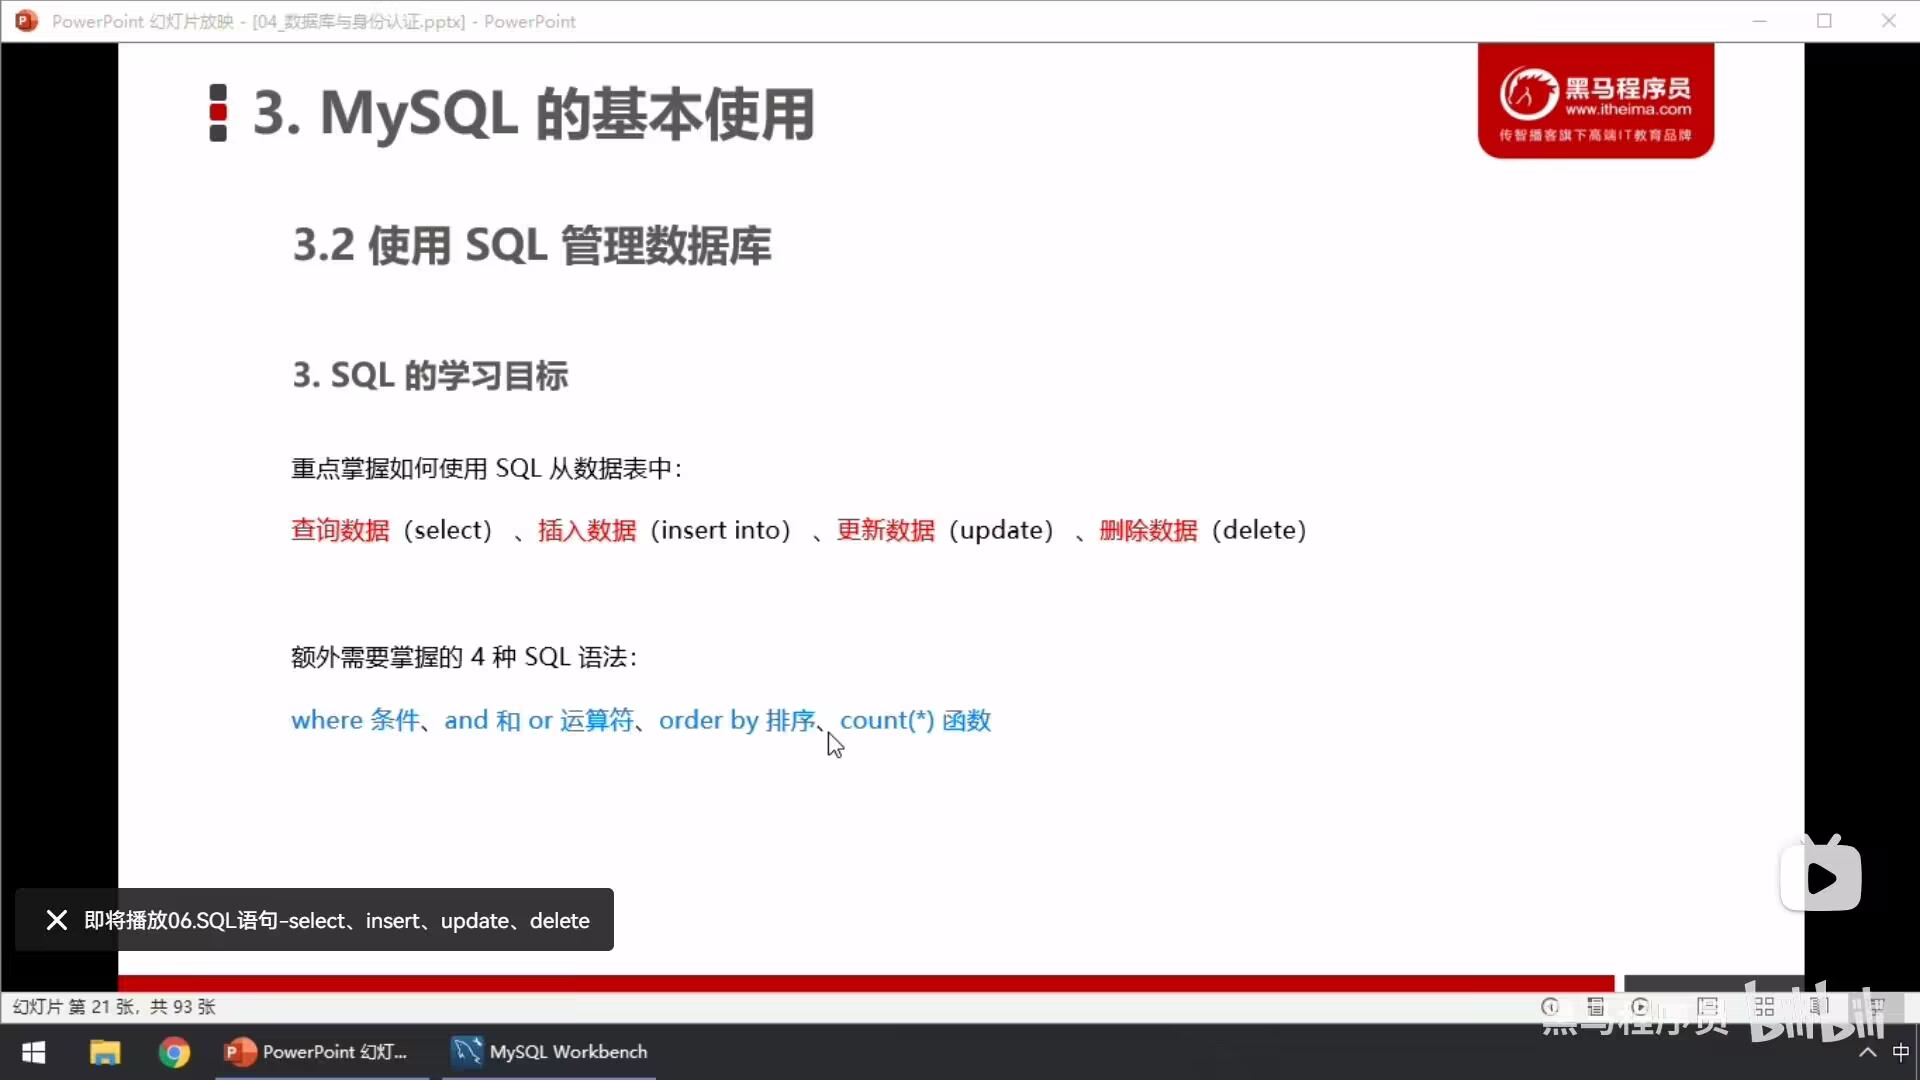 PowerPoint 幻灯片放映 - [04_数据库与身份认证.pptx] - PowerPoint
黑马程序员
www.itheima.com
传智播客旗下高端IT教育品牌
3. MySQL 的基本使用
3.2 使用 SQL 管理数据库
3. SQL 的学习目标
重点掌握如何使用 SQL 从数据表中：
查询数据（select） 、插入数据（insert into） 、更新数据（update） 、删除数据（delete）
额外需要掌握的 4 种 SQL 语法：
where 条件、and 和 or 运算符、order by 排序、count(*) 函数
即将播放06.SQL语句-select、insert、update、delete
幻灯片 第 21 张，共 93 张
黑马程序员 bilibili
PowerPoint 幻灯... MySQL Workbench 中